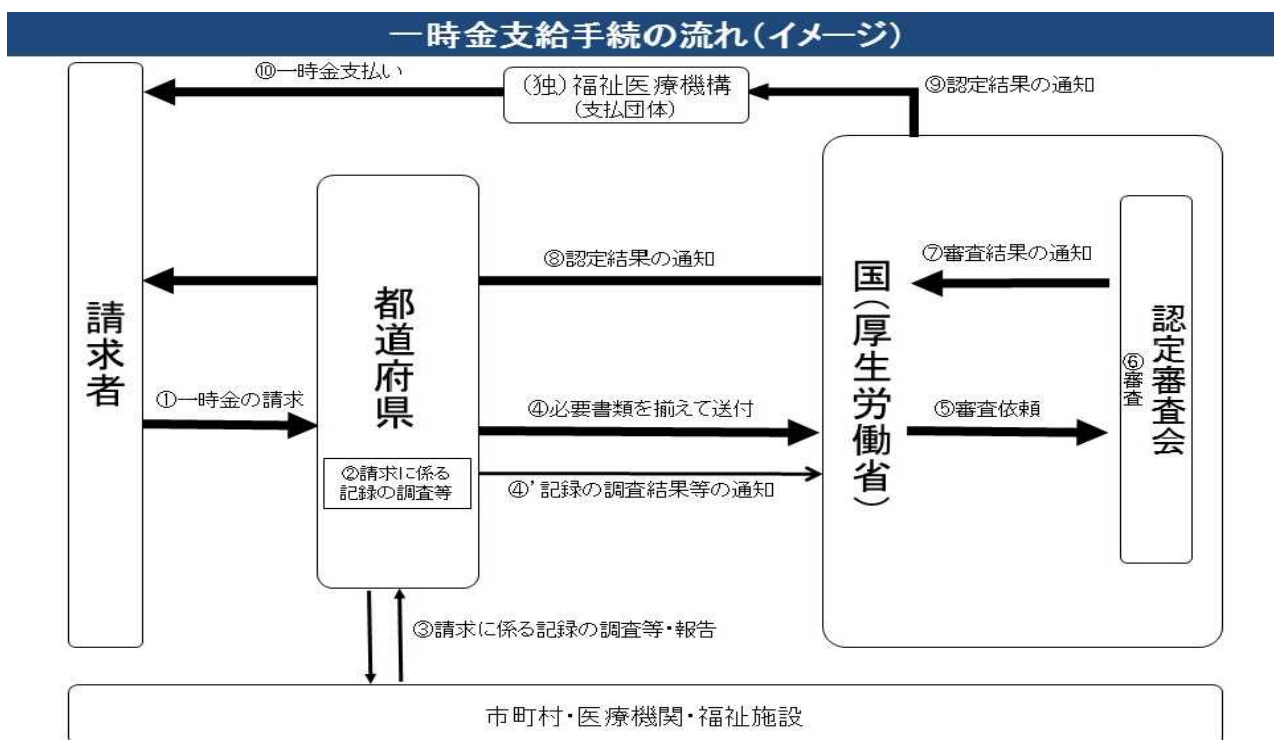 一時金支給手続の流れ(イメージ)
⑩一時金支払い
(独)福祉医療機構
(支払団体)
⑨認定結果の通知
請求者
都道府県
⑧認定結果の通知
国(厚生労働省)
⑦審査結果の通知
認定審査会
⑥審査
①一時金の請求
④必要書類を揃えて送付
⑤審査依頼
②請求に係る
記録の調査等
④’記録の調査結果等の通知
③請求に係る記録の調査等・報告
市町村・医療機関・福祉施設